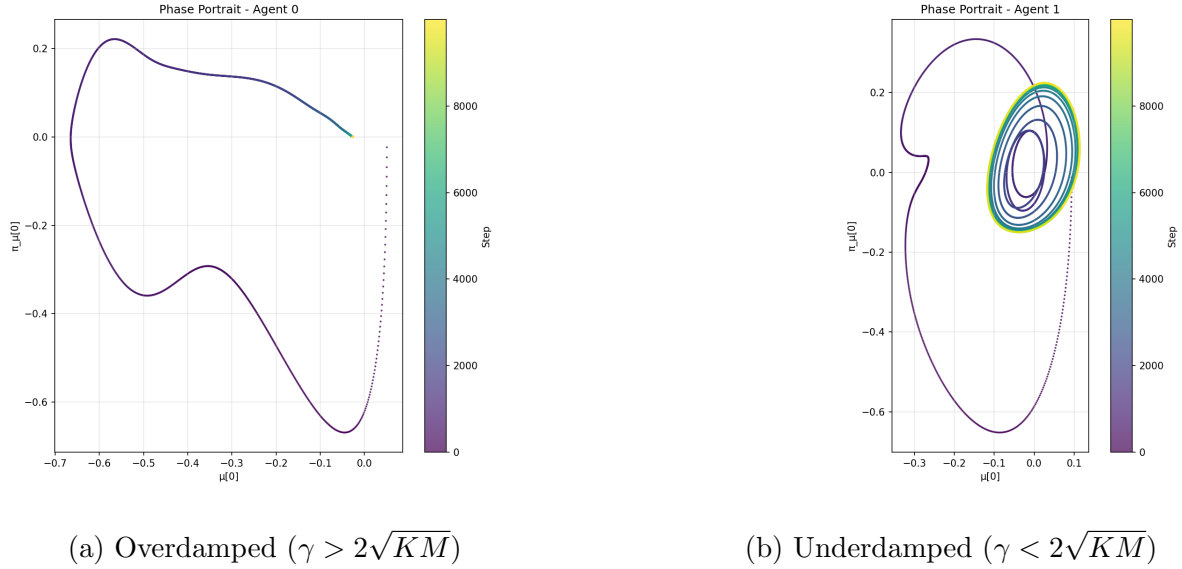 Phase Portrait - Agent 0
0.2
0.0
−0.2
−0.4
−0.6
π_μ[0]
−0.7 −0.6 −0.5 −0.4 −0.3 −0.2 −0.1 0.0
μ[0]
8000
6000
4000
2000
0
Step
(a) Overdamped (γ > 2√KM)
Phase Portrait - Agent 1
0.2
0.0
−0.2
−0.4
−0.6
π_μ[0]
−0.3 −0.2 −0.1 0.0 0.1
μ[0]
8000
6000
4000
2000
0
Step
(b) Underdamped (γ < 2√KM)